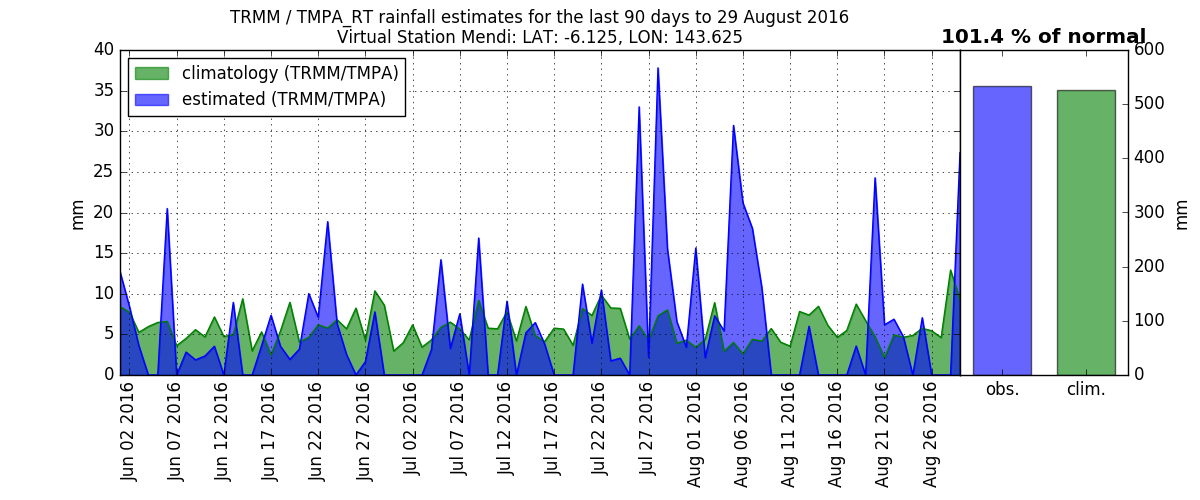 TRMM / TMPA_RT rainfall estimates for the last 90 days to 29 August 2016
Virtual Station Mendi: LAT: -6.125, LON: 143.625
101.4 % of normal
climatology (TRMM/TMPA)
estimated (TRMM/TMPA)
mm
40
35
30
25
20
15
10
5
0
Jun 02 2016
Jun 07 2016
Jun 12 2016
Jun 17 2016
Jun 22 2016
Jun 27 2016
Jul 02 2016
Jul 07 2016
Jul 12 2016
Jul 17 2016
Jul 22 2016
Jul 27 2016
Aug 01 2016
Aug 06 2016
Aug 11 2016
Aug 16 2016
Aug 21 2016
Aug 26 2016
obs.
clim.
600
500
400
300
200
100
0
mm